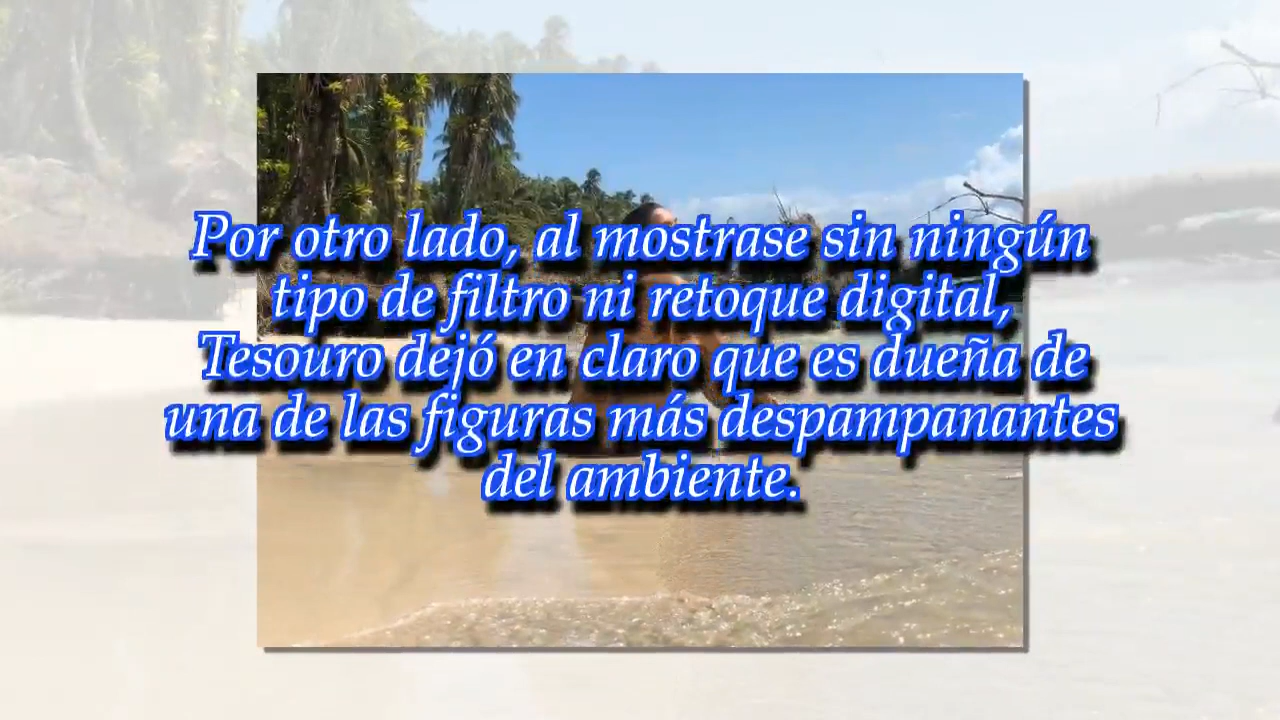 Por otro lado, al mostrase sin ningún
tipo de filtro ni retoque digital,
Tesouro dejó en claro que es dueña de
una de las figuras más despampanantes
del ambiente.